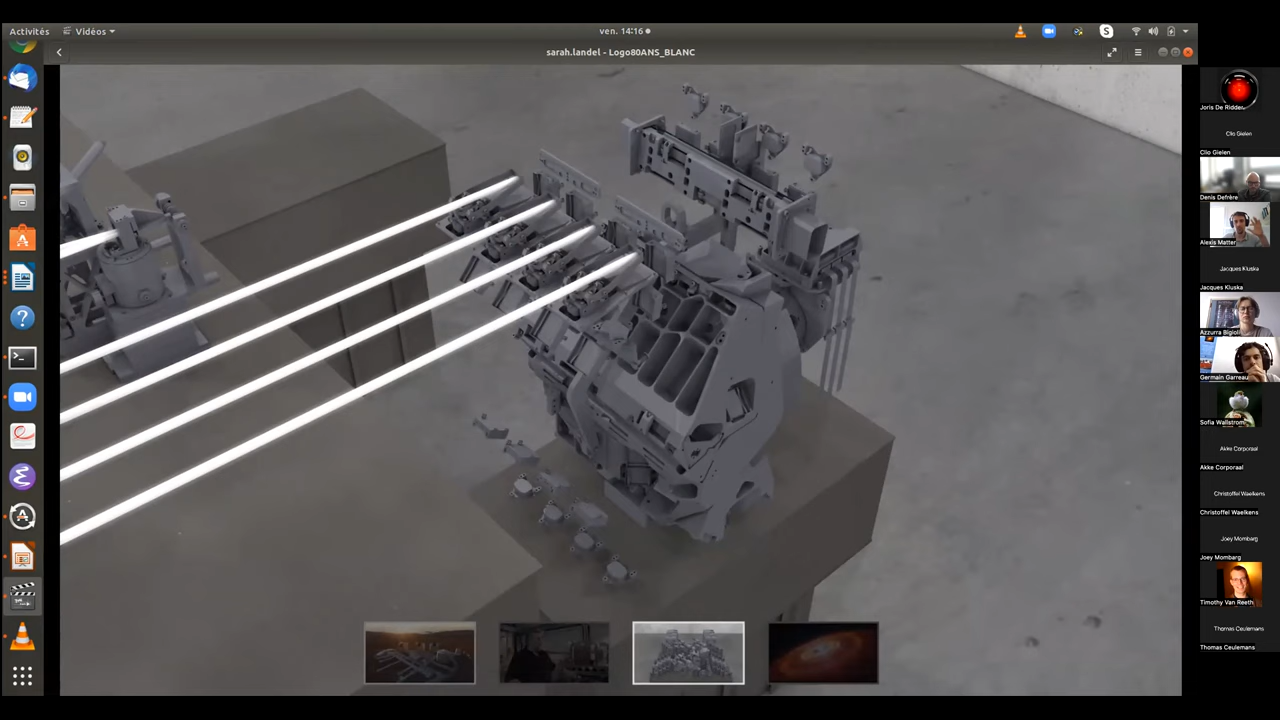 Activités Vidéos ven. 14:16
sarah.landel - Logo80ANS_BLANC
Joris De Ridder
Clio Gielen
Clio Gielen
Denis Defrère
Alexis Matter
Jacques Kluska
Jacques Kluska
Azzurra Bigioli
Germain Garreau
Sofia Wallstrom
Akke Corporaal
Akke Corporaal
Christoffel Waelkens
Christoffel Waelkens
Joey Mombarg
Joey Mombarg
Timothy Van Reeth
Thomas Ceulemans
Thomas Ceulemans